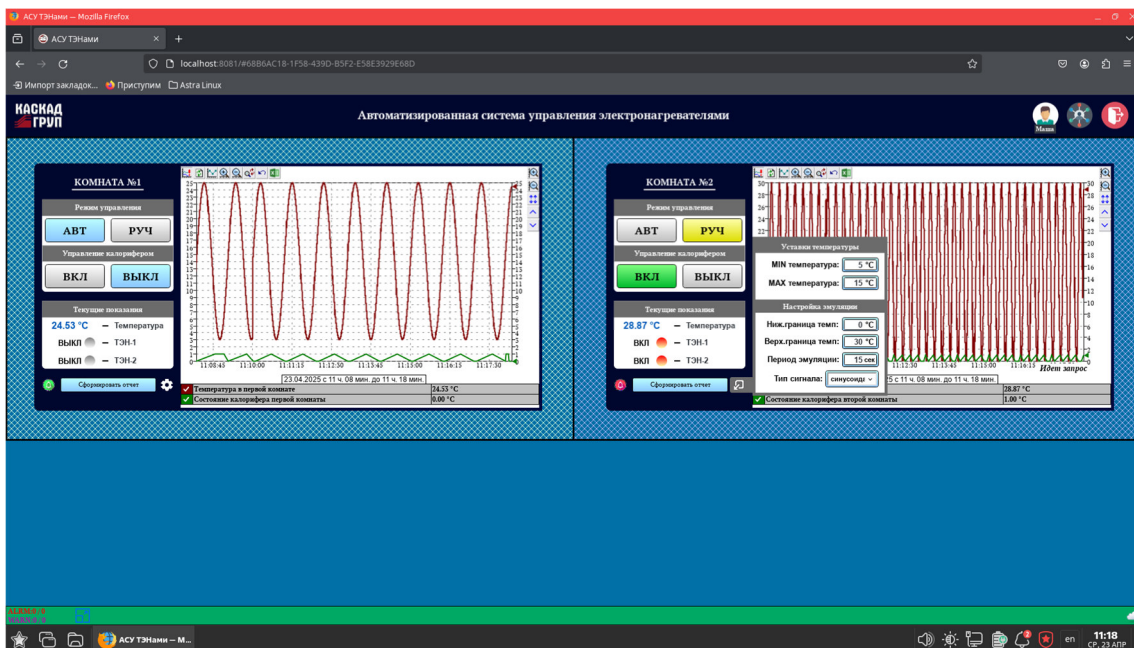 АСУ ТЭНами — Mozilla Firefox
АСУ ТЭНами
localhost:8081/#68B6AC18-1F58-439D-B5F2-E58E3929E68D
Импорт закладок... Приступим Astra Linux
КАСКАД
ГРУП
Автоматизированная система управления электронагревателями
Маша
КОМНАТА №1
Режим управления
АВТ РУЧ
Управление калорифером
ВКЛ ВЫКЛ
Текущие показания
24.53 °C – Температура
ВЫКЛ – ТЭН-1
ВЫКЛ – ТЭН-2
Сформировать отчет
11:08:45 11:10:00 11:11:15 11:12:30 11:13:45 11:15:00 11:16:15 11:17:30
23.04.2025 с 11 ч. 08 мин. до 11 ч. 18 мин.
Температура в первой комнате 24.53 °C
Состояние калорифера первой комнаты 0.00 °C
КОМНАТА №2
Режим управления
АВТ РУЧ
Управление калорифером
ВКЛ ВЫКЛ
Текущие показания
28.87 °C – Температура
ВКЛ – ТЭН-1
ВКЛ – ТЭН-2
Сформировать отчет
Уставки температуры
MIN температура: 5 °C
MAX температура: 15 °C
Настройка эмуляции
Ниж.граница темп: 0 °C
Верх.граница темп: 30 °C
Период эмуляции: 15 сек
Тип сигнала: синусоид
11:12:30 11:13:45 11:15:00 11:16:15
Идет запрос
5 с 11 ч. 08 мин. до 11 ч. 18 мин.
28.87 °C
Состояние калорифера второй комнаты 1.00 °C
ALRM:0/0
WARN:0/0
АСУ ТЭНами — М...
2
en
11:18
СР, 23 АПР